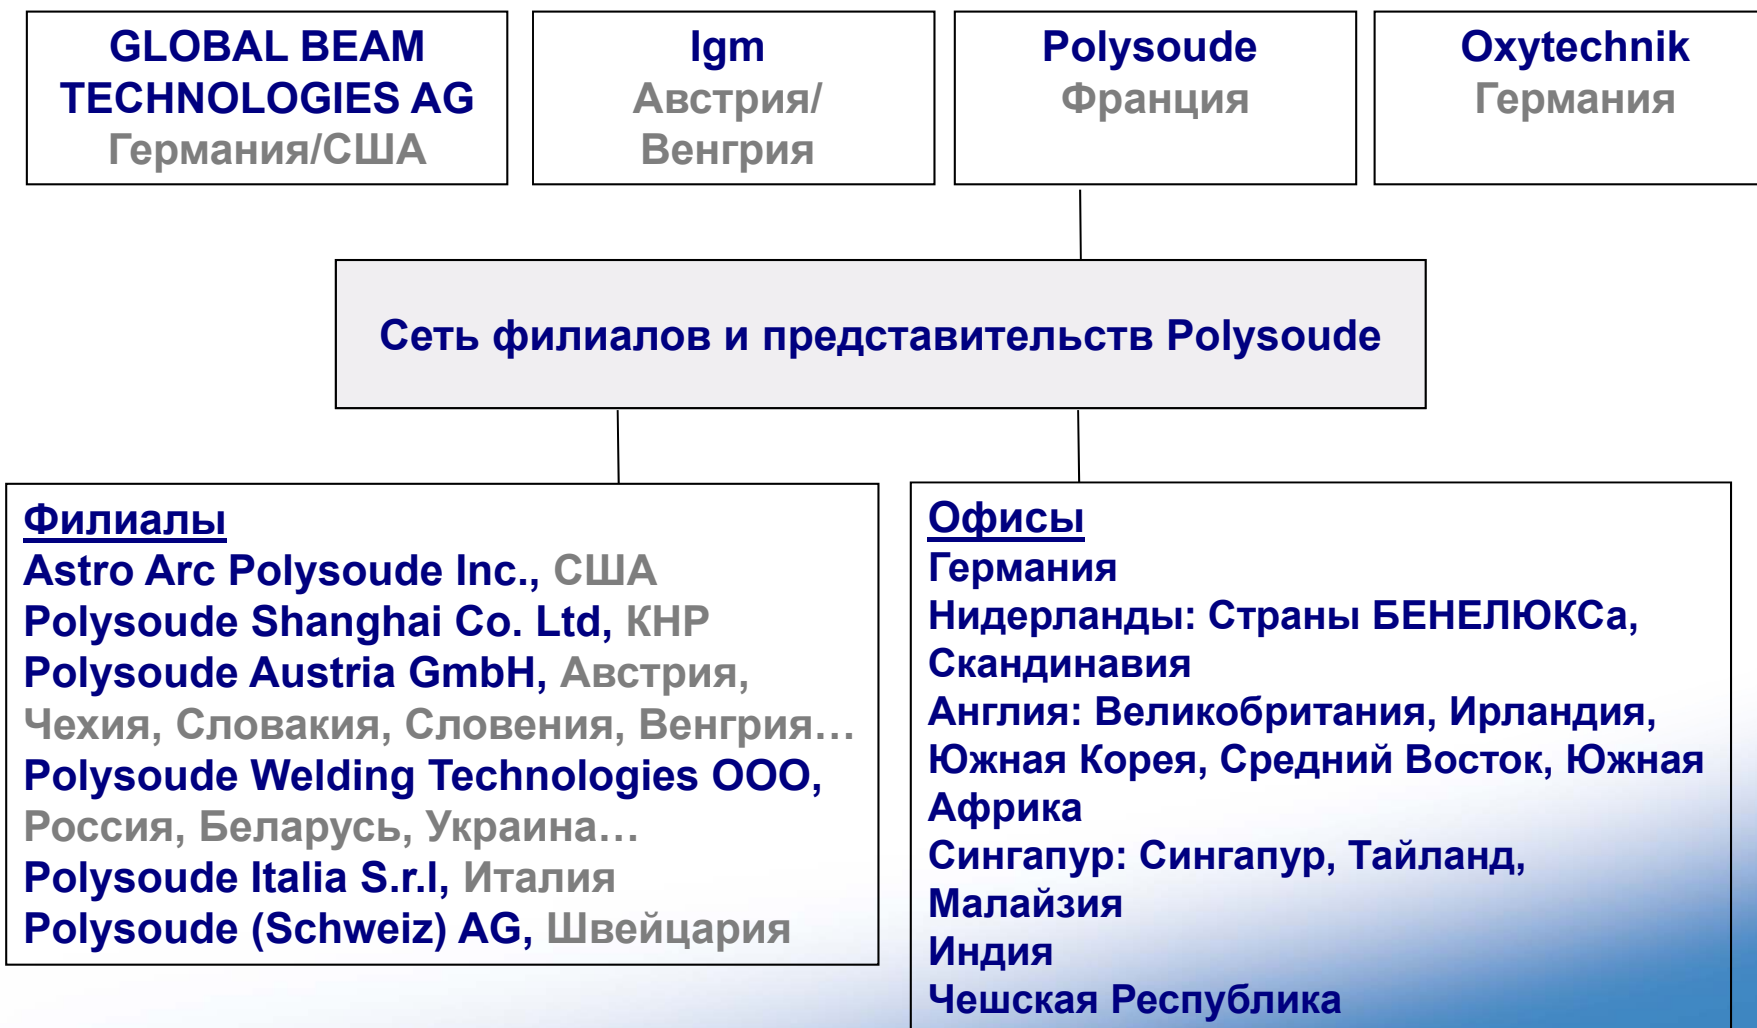 GLOBAL BEAM
TECHNOLOGIES AG
Германия/США
Igm
Австрия/
Венгрия
Polysoude
Франция
Oxytechnik
Германия
Сеть филиалов и представительств Polysoude
Филиалы
Astro Arc Polysoude Inc., США
Polysoude Shanghai Co. Ltd, КНР
Polysoude Austria GmbH, Австрия,
Чехия, Словакия, Словения, Венгрия…
Polysoude Welding Technologies ООО,
Россия, Беларусь, Украина…
Polysoude Italia S.r.l, Италия
Polysoude (Schweiz) AG, Швейцария
Офисы
Германия
Нидерланды: Страны БЕНЕЛЮКСа,
Скандинавия
Англия: Великобритания, Ирландия,
Южная Корея, Средний Восток, Южная
Африка
Сингапур: Сингапур, Тайланд,
Малайзия
Индия
Чешская Республика